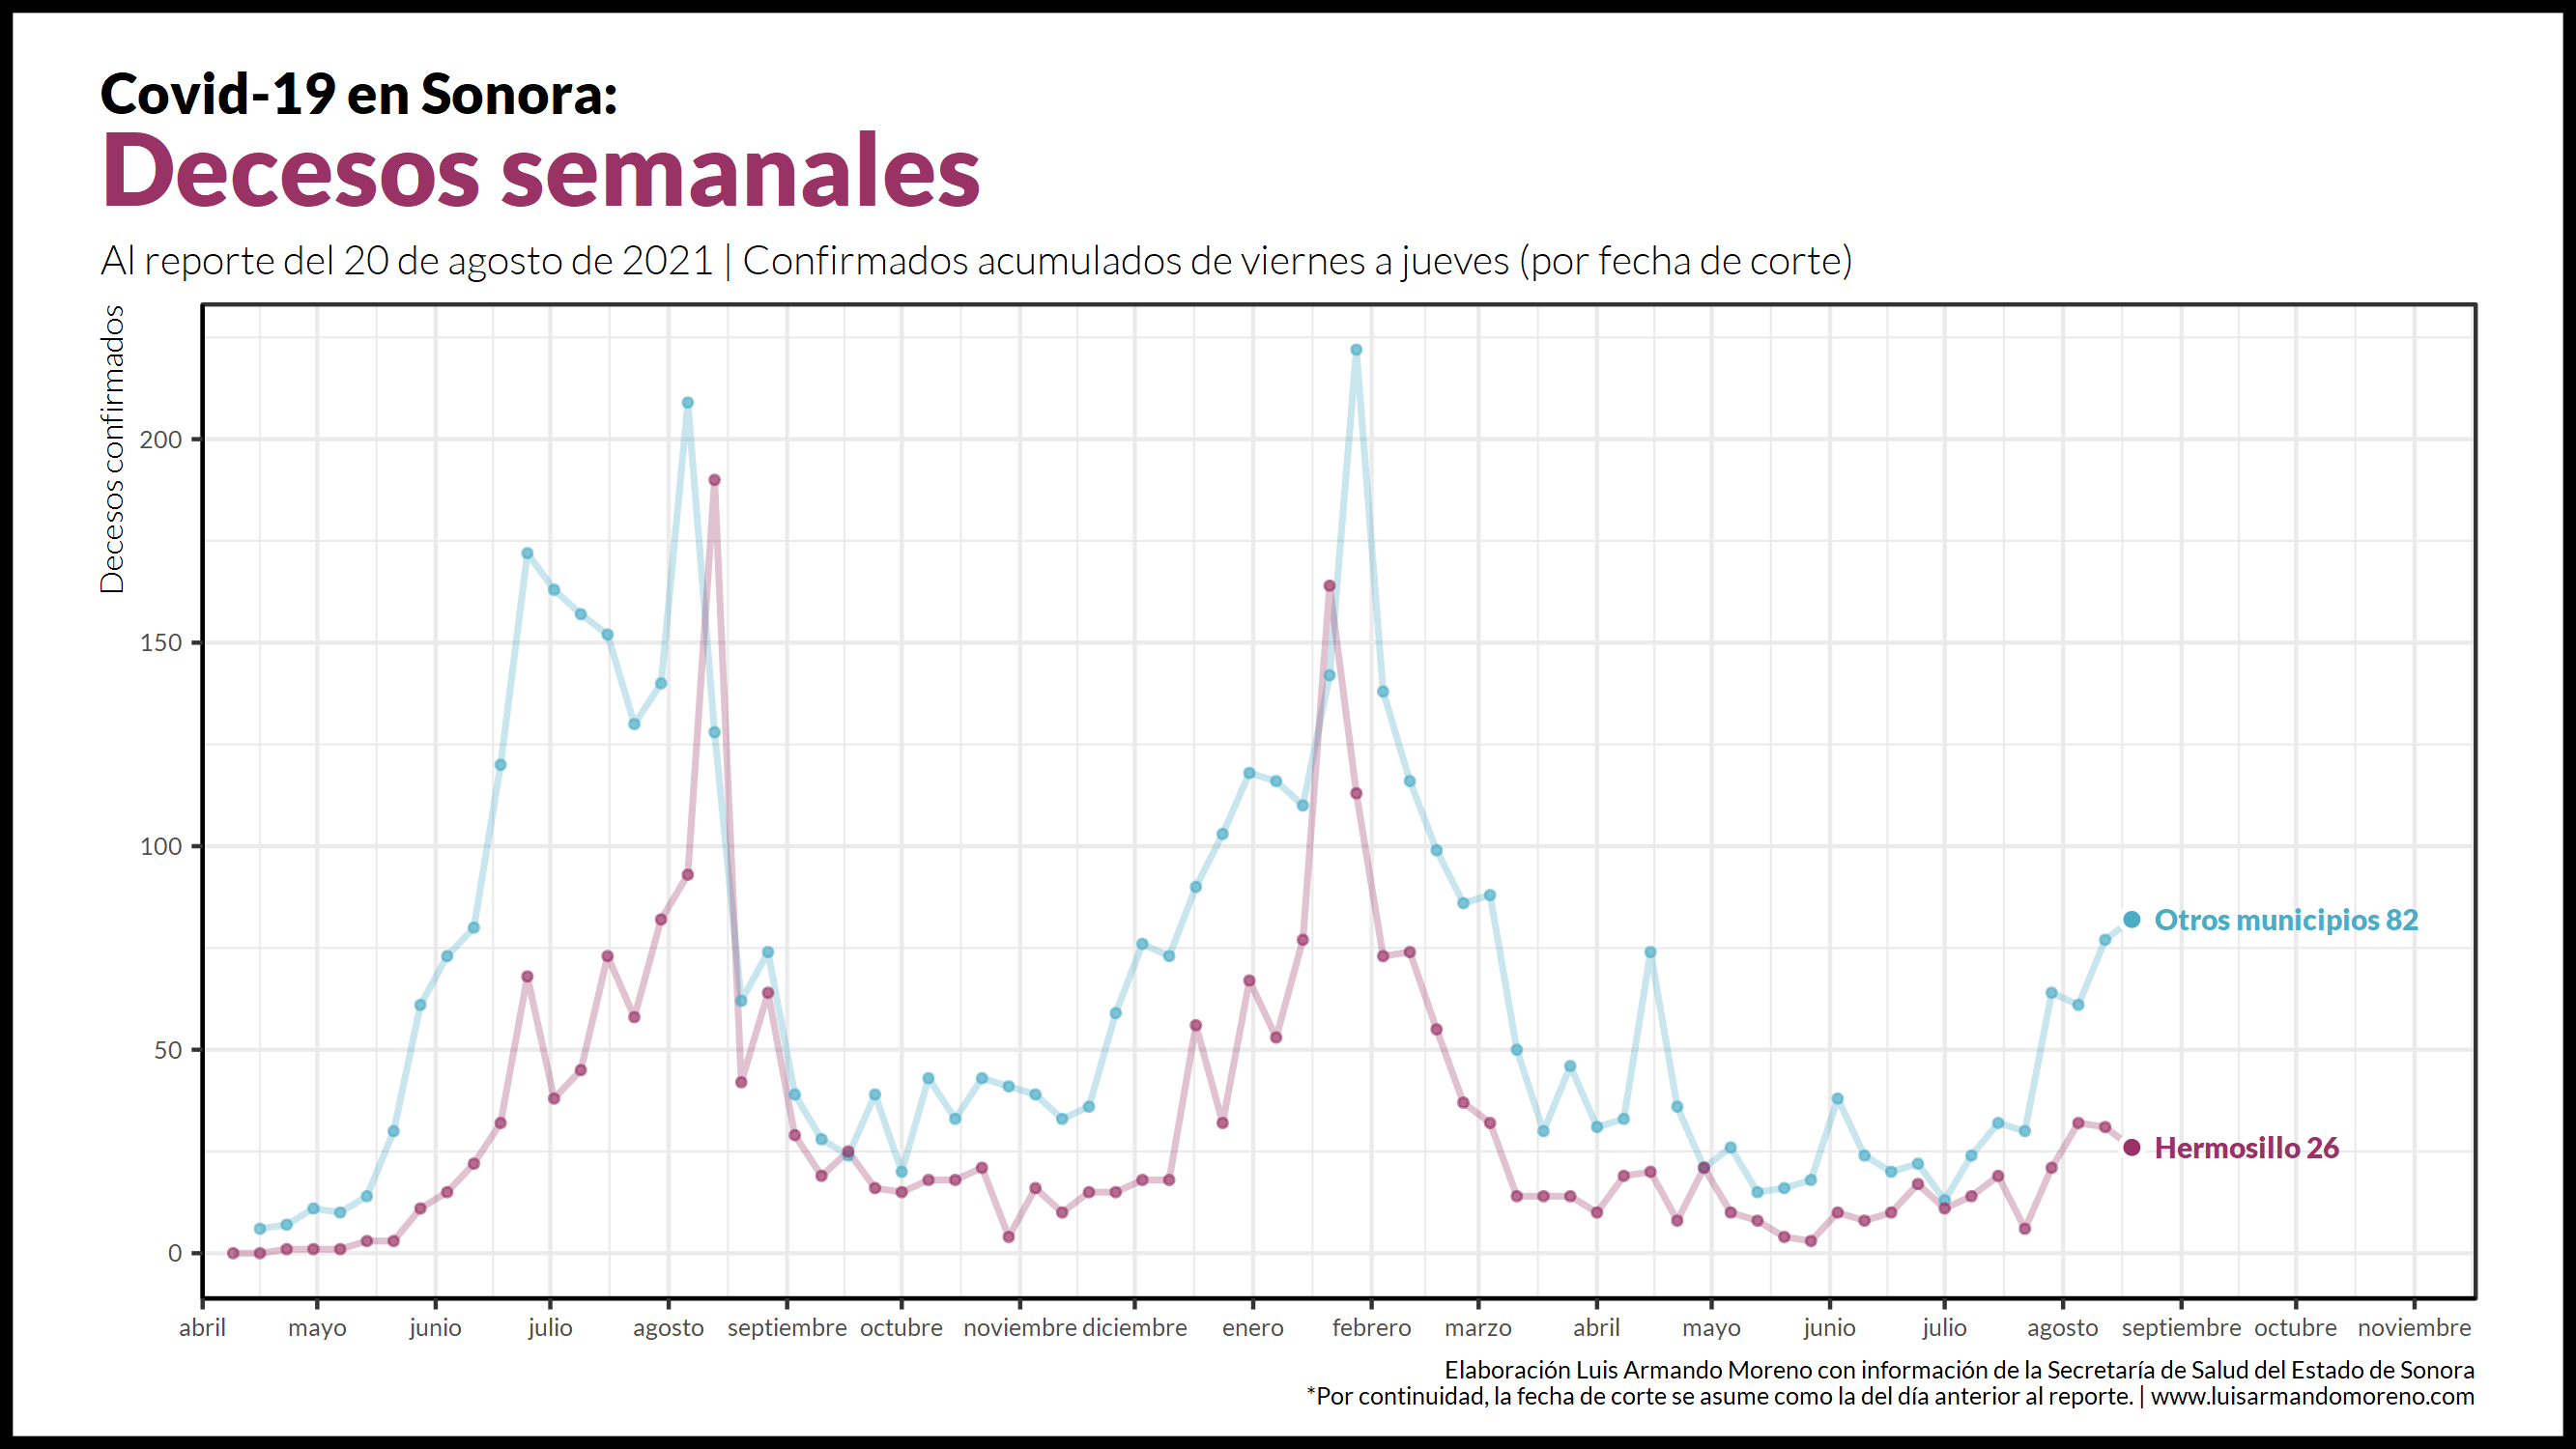 Covid-19 en Sonora:
Decesos semanales
Al reporte del 20 de agosto de 2021 | Confirmados acumulados de viernes a jueves (por fecha de corte)
Decesos confirmados
200
150
100
50
0
Otros municipios 82
Hermosillo 26
abril mayo junio julio agosto septiembre octubre noviembre diciembre enero febrero marzo abril mayo junio julio agosto septiembre octubre noviembre
Elaboración Luis Armando Moreno con información de la Secretaría de Salud del Estado de Sonora
*Por continuidad, la fecha de corte se asume como la del día anterior al reporte. | www.luisarmandomoreno.com